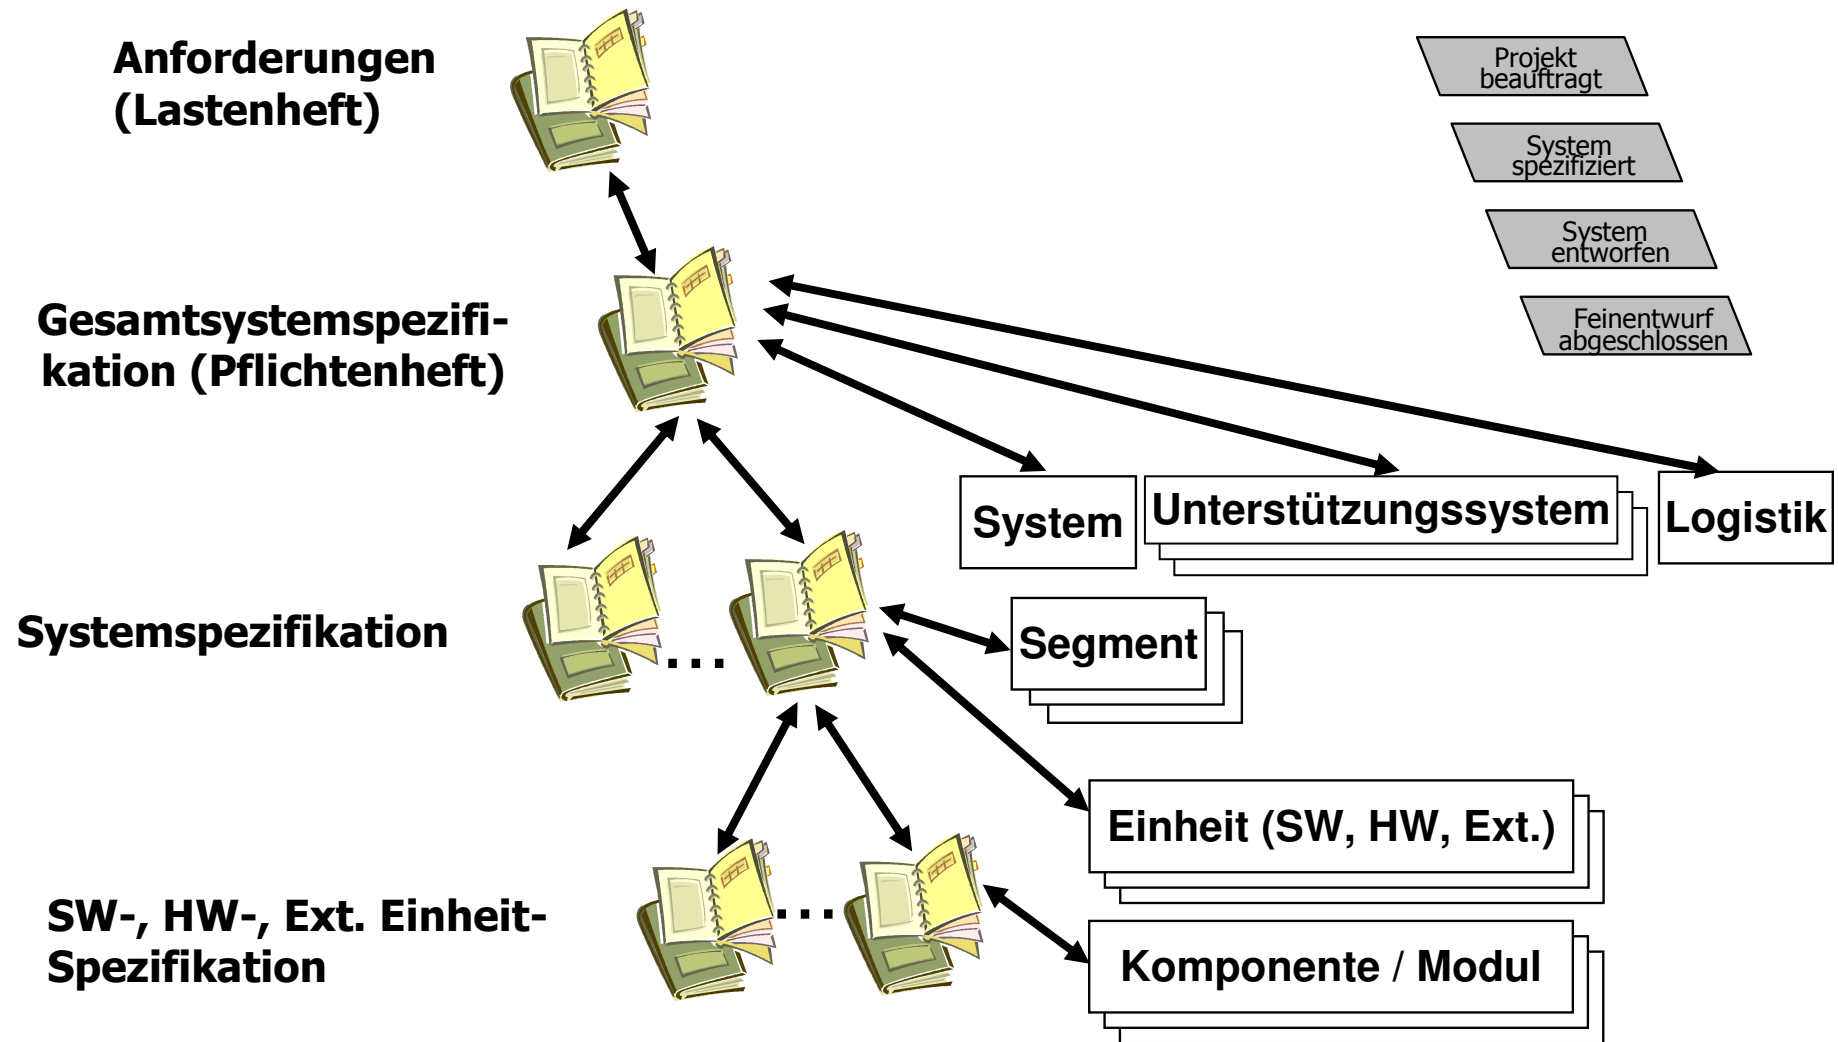 Anforderungen
(Lastenheft)
Projekt
beauftragt
System
spezifiziert
System
entworfen
Feinentwurf
abgeschlossen
Gesamtsystemspezifi-
kation (Pflichtenheft)
System
Unterstützungssystem
Logistik
Systemspezifikation
...
Segment
Einheit (SW, HW, Ext.)
SW-, HW-, Ext. Einheit-
Spezifikation
...
Komponente / Modul